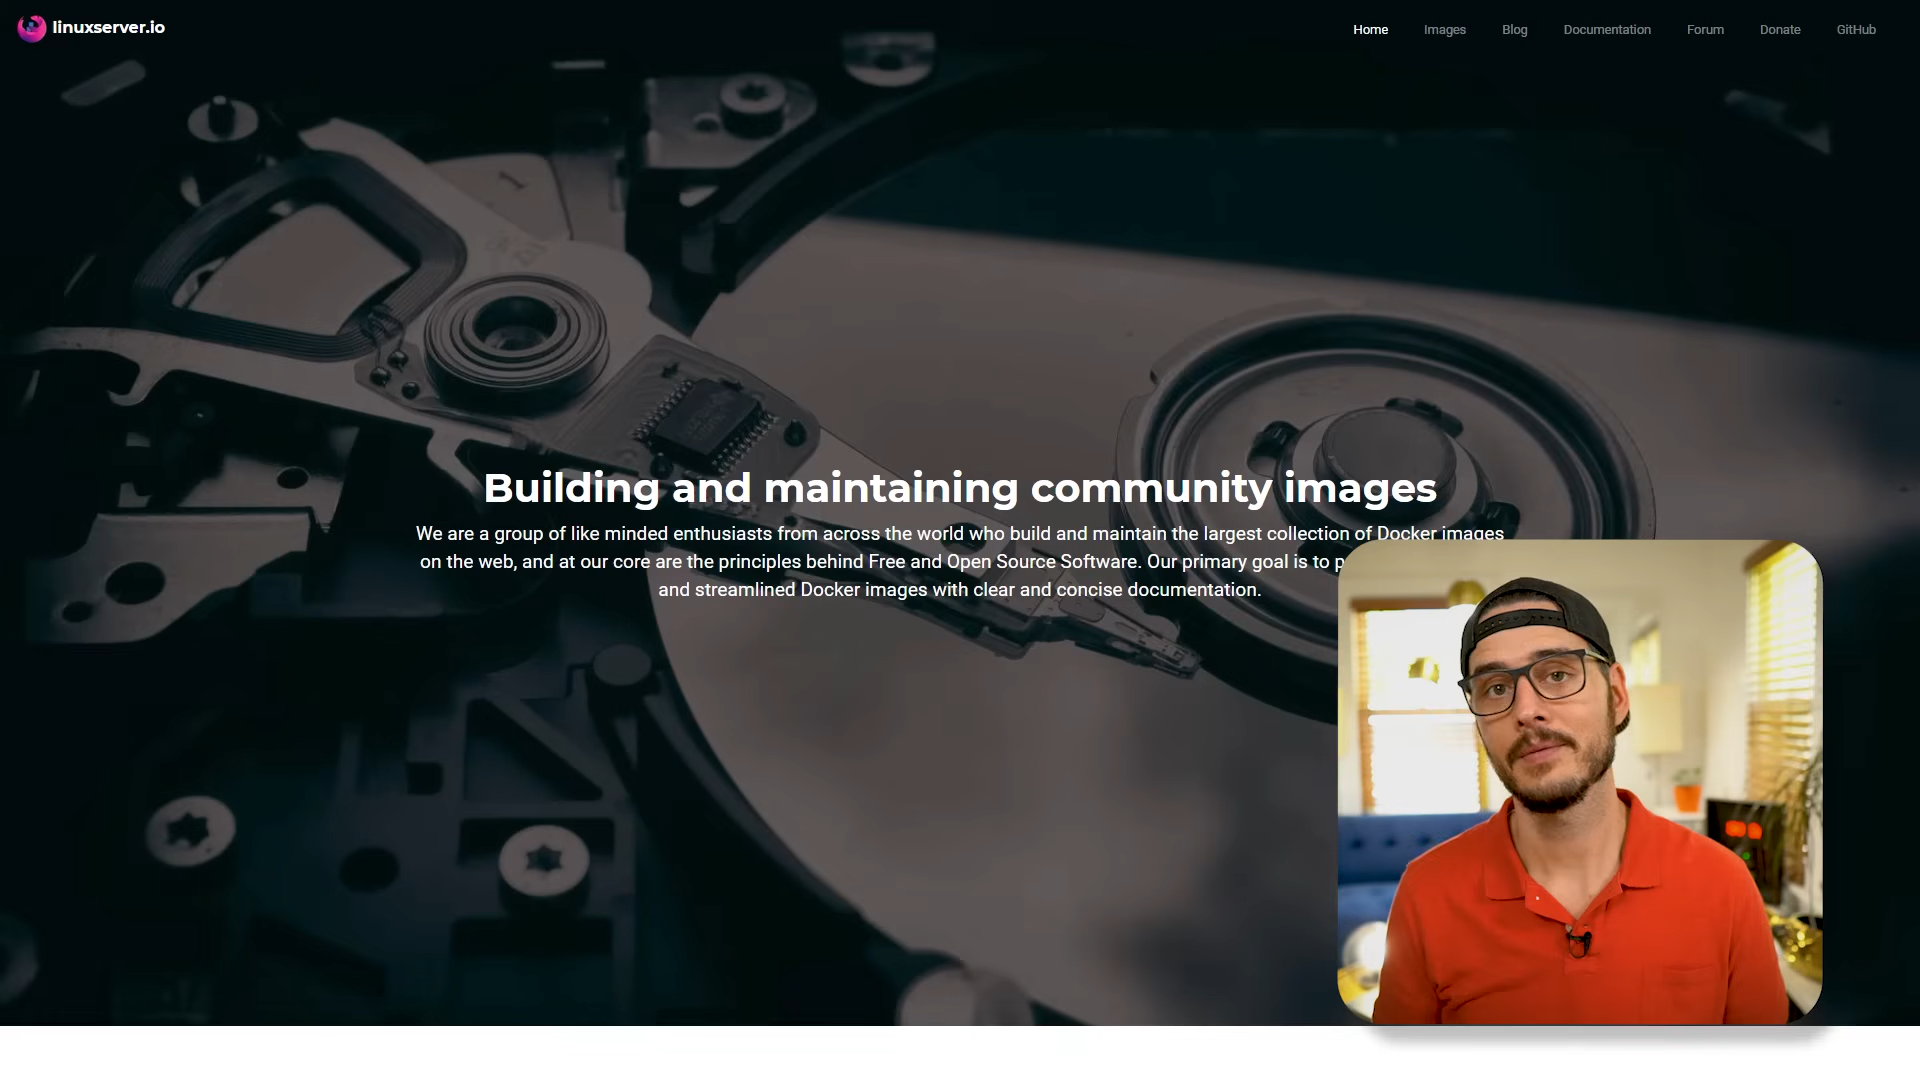 linuxserver.io
Home Images Blog Documentation Forum Donate GitHub
Building and maintaining community images
We are a group of like minded enthusiasts from across the world who build and maintain the largest collection of Docker images
on the web, and at our core are the principles behind Free and Open Source Software. Our primary goal is to
and streamlined Docker images with clear and concise documentation.